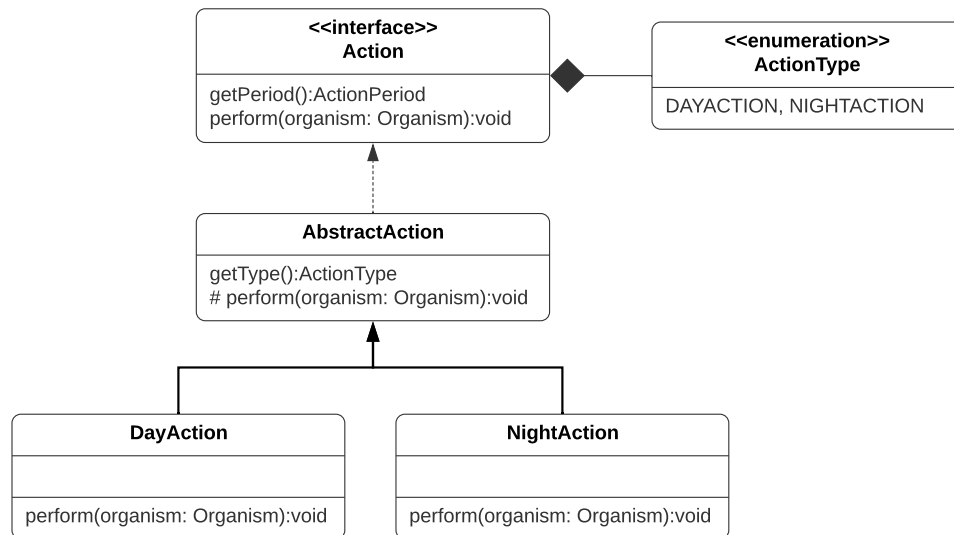 <<interface>>
Action
getPeriod():ActionPeriod
perform(organism: Organism):void
<<enumeration>>
ActionType
DAYACTION, NIGHTACTION
AbstractAction
getType():ActionType
# perform(organism: Organism):void
DayAction
perform(organism: Organism):void
NightAction
perform(organism: Organism):void